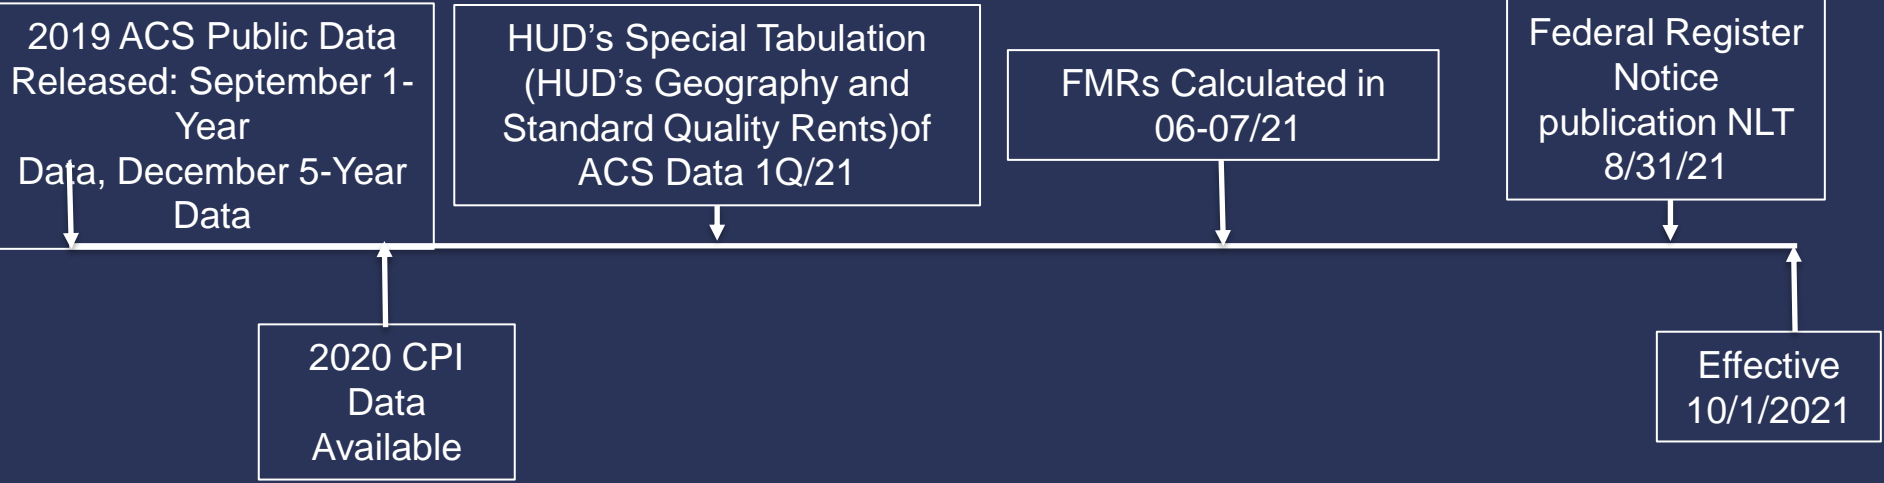 2019 ACS Public Data
Released: September 1-
Year
Data, December 5-Year
Data
HUD's Special Tabulation
(HUD's Geography and
Standard Quality Rents)of
ACS Data 1Q/21
FMRs Calculated in
06-07/21
Federal Register
Notice
publication NLT
8/31/21
2020 CPI
Data
Available
Effective
10/1/2021